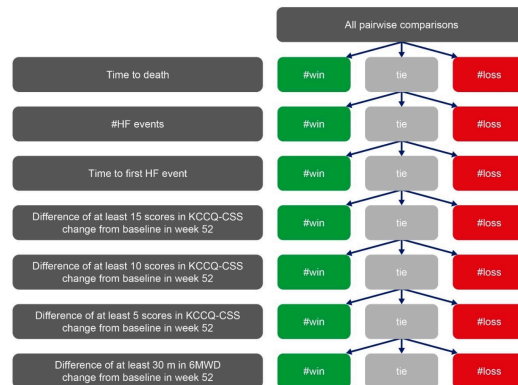 All pairwise comparisons
Time to death
#win
tie
#loss
#HF events
#win
tie
#loss
Time to first HF event
#win
tie
#loss
Difference of at least 15 scores in KCCQ-CSS
change from baseline in week 52
#win
tie
#loss
Difference of at least 10 scores in KCCQ-CSS
change from baseline in week 52
#win
tie
#loss
Difference of at least 5 scores in KCCQ-CSS
change from baseline in week 52
#win
tie
#loss
Difference of at least 30 m in 6MWD
change from baseline in week 52
#win
tie
#loss